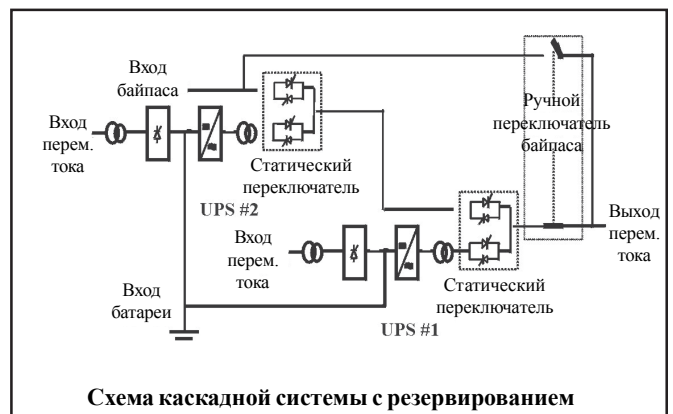 Вход
байпаса
Вход
перем.
тока
Статический
переключатель
UPS #2
Ручной
переключатель
байпаса
Вход
перем.
тока
Выход
перем.
тока
Вход
батареи
Статический
переключатель
UPS #1
Схема каскадной системы с резервированием